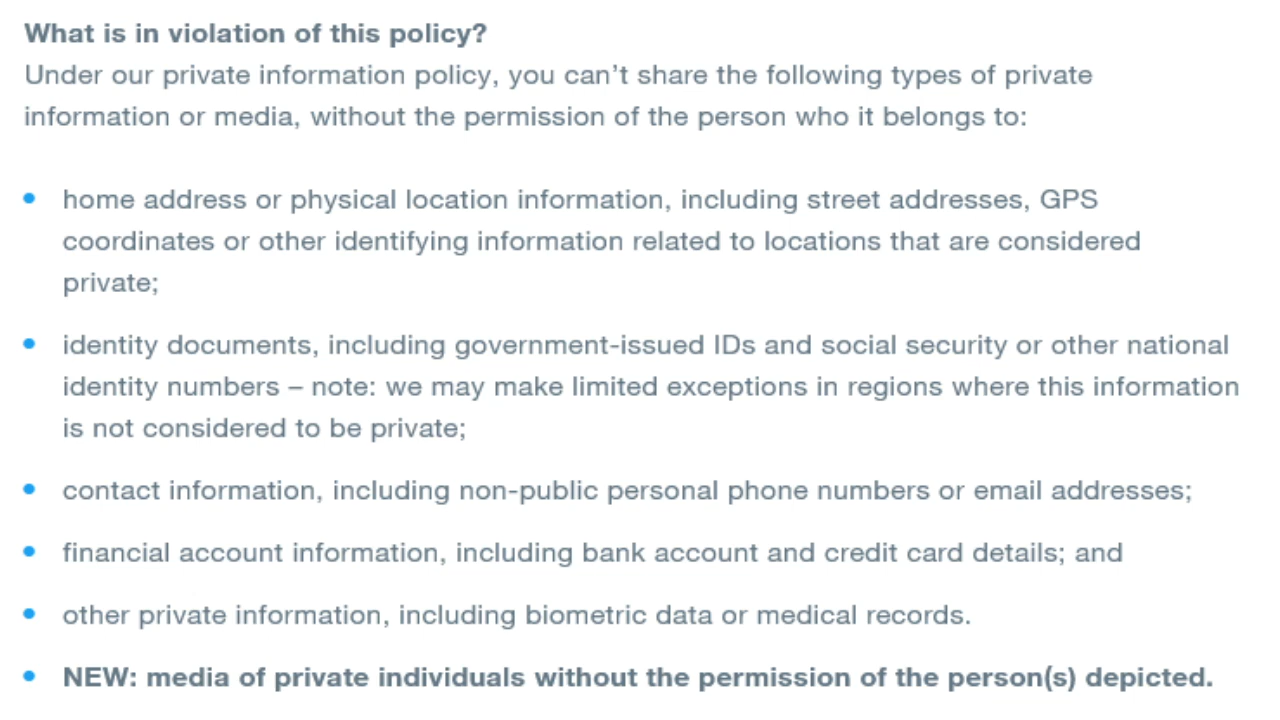 What is in violation of this policy?
Under our private information policy, you can’t share the following types of private
information or media, without the permission of the person who it belongs to:
• home address or physical location information, including street addresses, GPS
coordinates or other identifying information related to locations that are considered
private;
• identity documents, including government-issued IDs and social security or other national
identity numbers – note: we may make limited exceptions in regions where this information
is not considered to be private;
• contact information, including non-public personal phone numbers or email addresses;
• financial account information, including bank account and credit card details; and
• other private information, including biometric data or medical records.
• NEW: media of private individuals without the permission of the person(s) depicted.